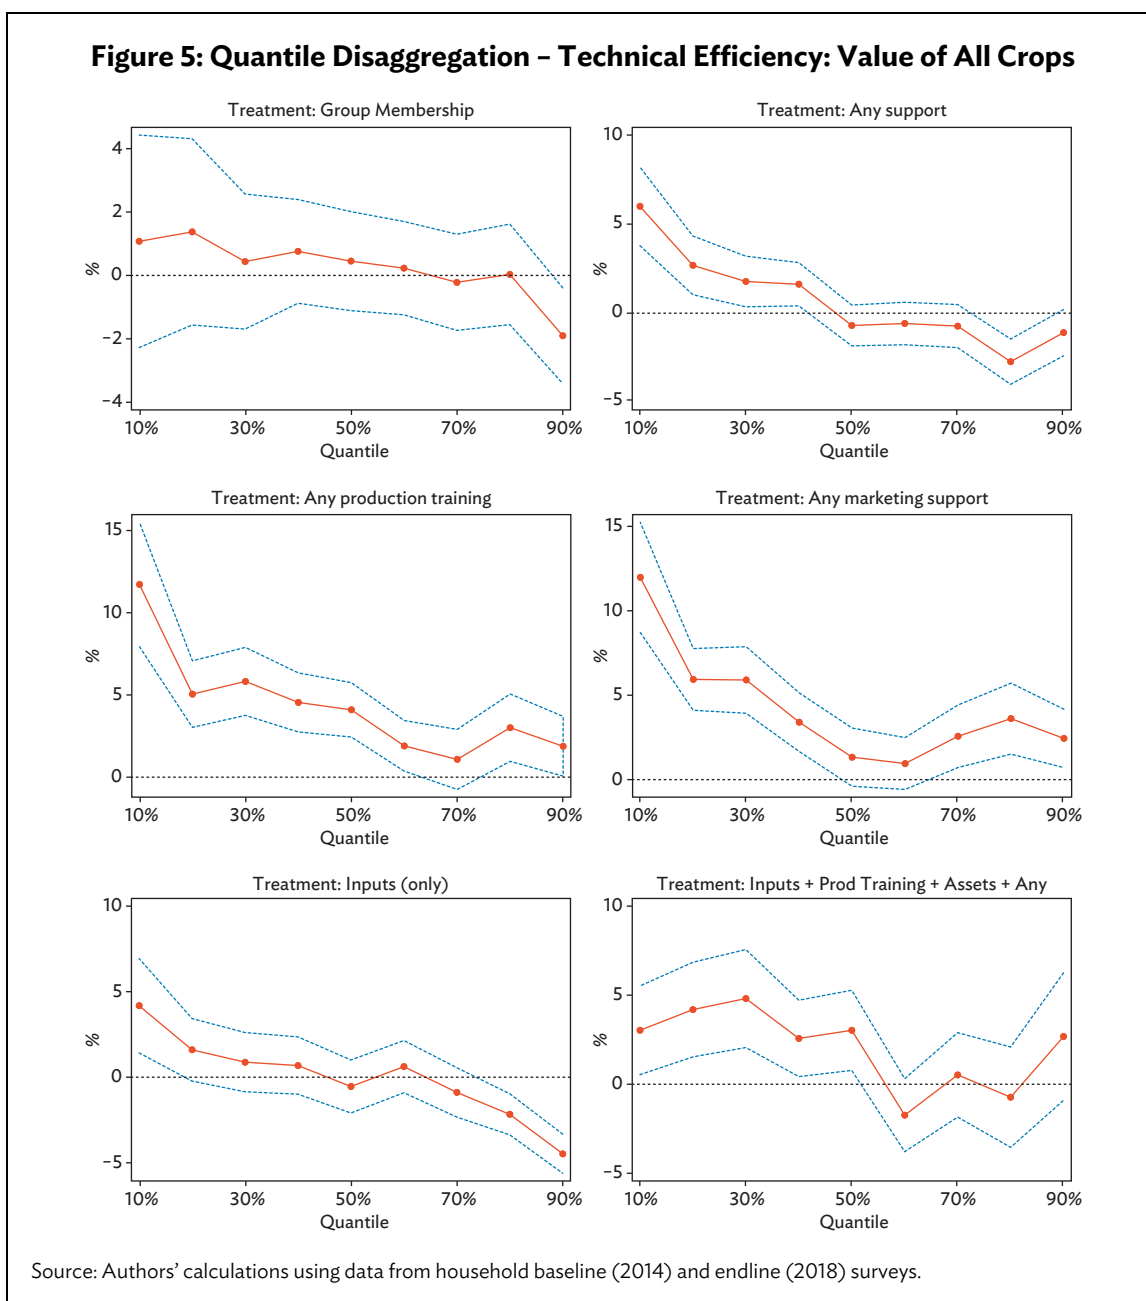 Figure 5: Quantile Disaggregation – Technical Efficiency: Value of All Crops
Treatment: Group Membership
4
2
0
−2
−4
%
10% 30% 50% 70% 90%
Quantile
Treatment: Any support
10
5
0
−5
%
10% 30% 50% 70% 90%
Quantile
Treatment: Any production training
15
10
5
0
%
10% 30% 50% 70% 90%
Quantile
Treatment: Any marketing support
15
10
5
0
%
10% 30% 50% 70% 90%
Quantile
Treatment: Inputs (only)
10
5
0
−5
%
10% 30% 50% 70% 90%
Quantile
Treatment: Inputs + Prod Training + Assets + Any
10
5
0
−5
%
10% 30% 50% 70% 90%
Quantile
Source: Authors’ calculations using data from household baseline (2014) and endline (2018) surveys.